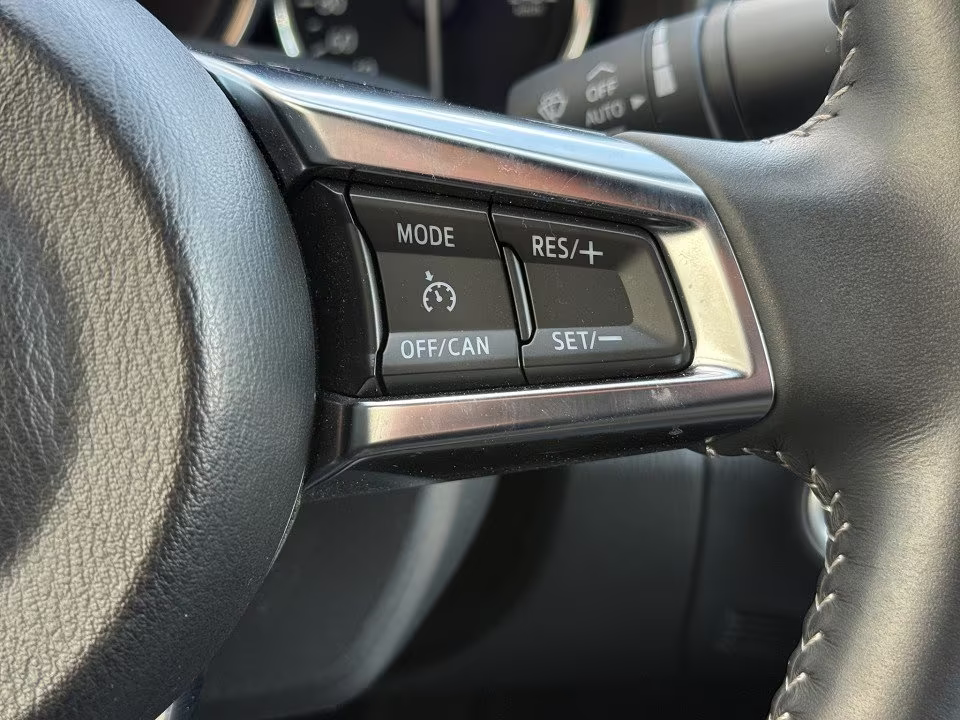 OFF
AUTO
MODE
RES/+
OFF/CAN
SET/—